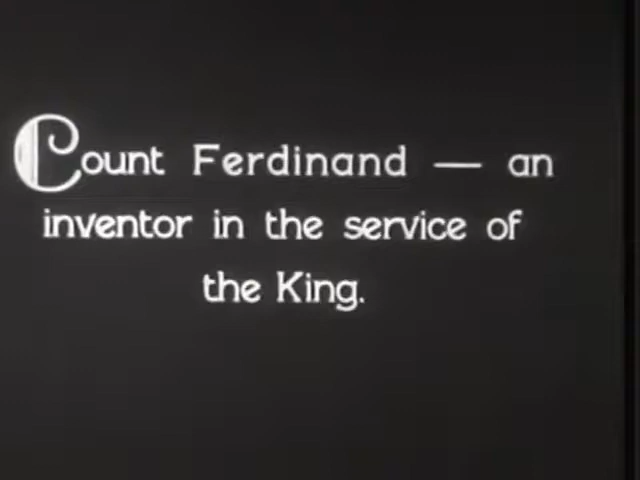 Count Ferdinand — an
inventor in the service of
the King.